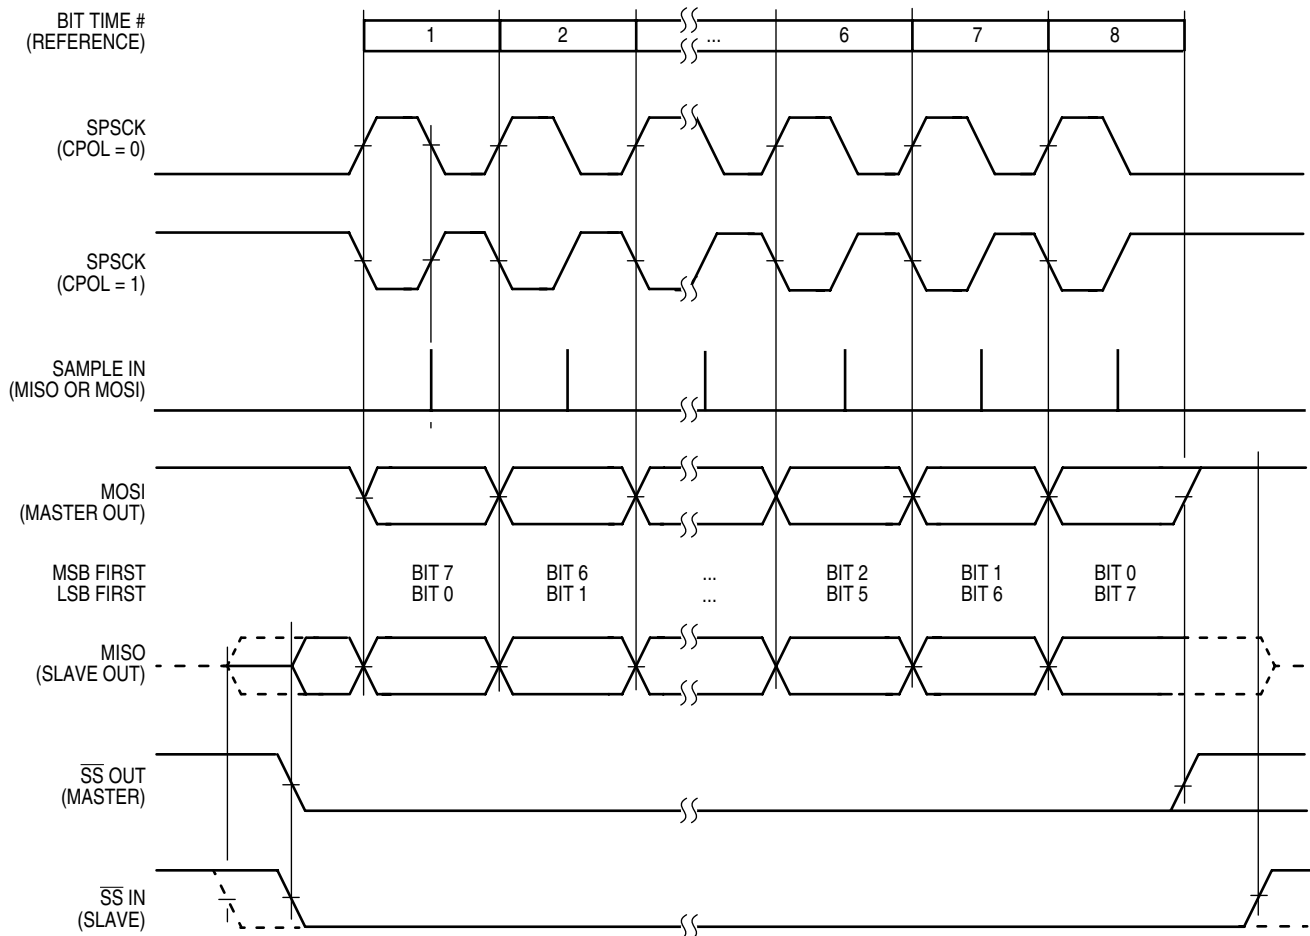 BIT TIME #
(REFERENCE)
1 2 ... 6 7 8
SPSCK
(CPOL = 0)
SPSCK
(CPOL = 1)
SAMPLE IN
(MISO OR MOSI)
MOSI
(MASTER OUT)
MSB FIRST BIT 7 BIT 6 ... BIT 2 BIT 1 BIT 0
LSB FIRST BIT 0 BIT 1 ... BIT 5 BIT 6 BIT 7
MISO
(SLAVE OUT)
S̅S̅ OUT
(MASTER)
S̅S̅ IN
(SLAVE)